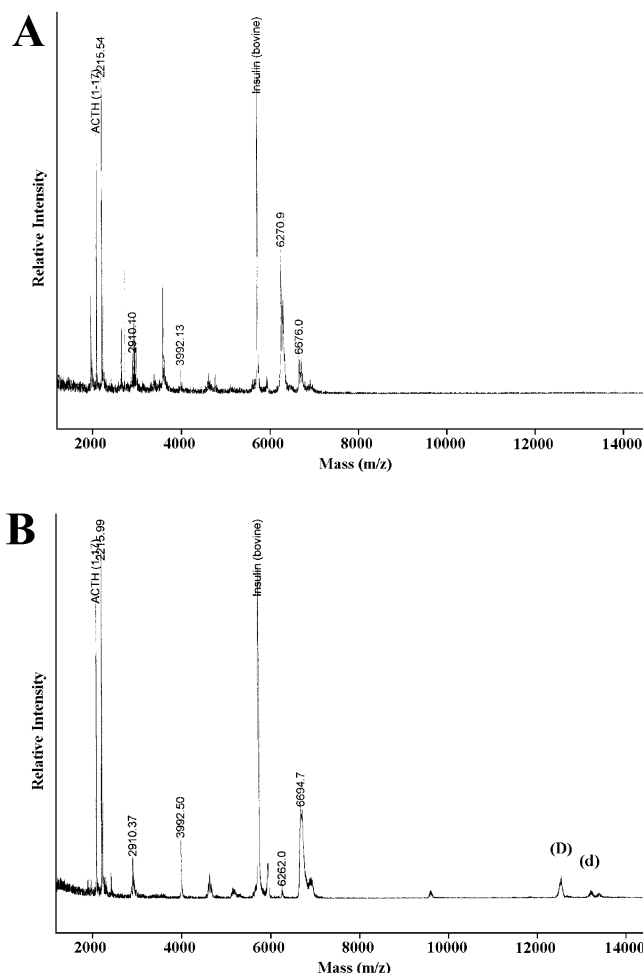 A
ACTH (1-17)
2215.54
2910.10
3992.13
Insulin (bovine)
6270.9
6676.0
Relative Intensity
2000 4000 6000 8000 10000 12000 14000
Mass (m/z)
B
ACTH (1-17)
2215.99
2910.37
3992.50
Insulin (bovine)
6262.0
6694.7
(D)
(d)
Relative Intensity
2000 4000 6000 8000 10000 12000 14000
Mass (m/z)